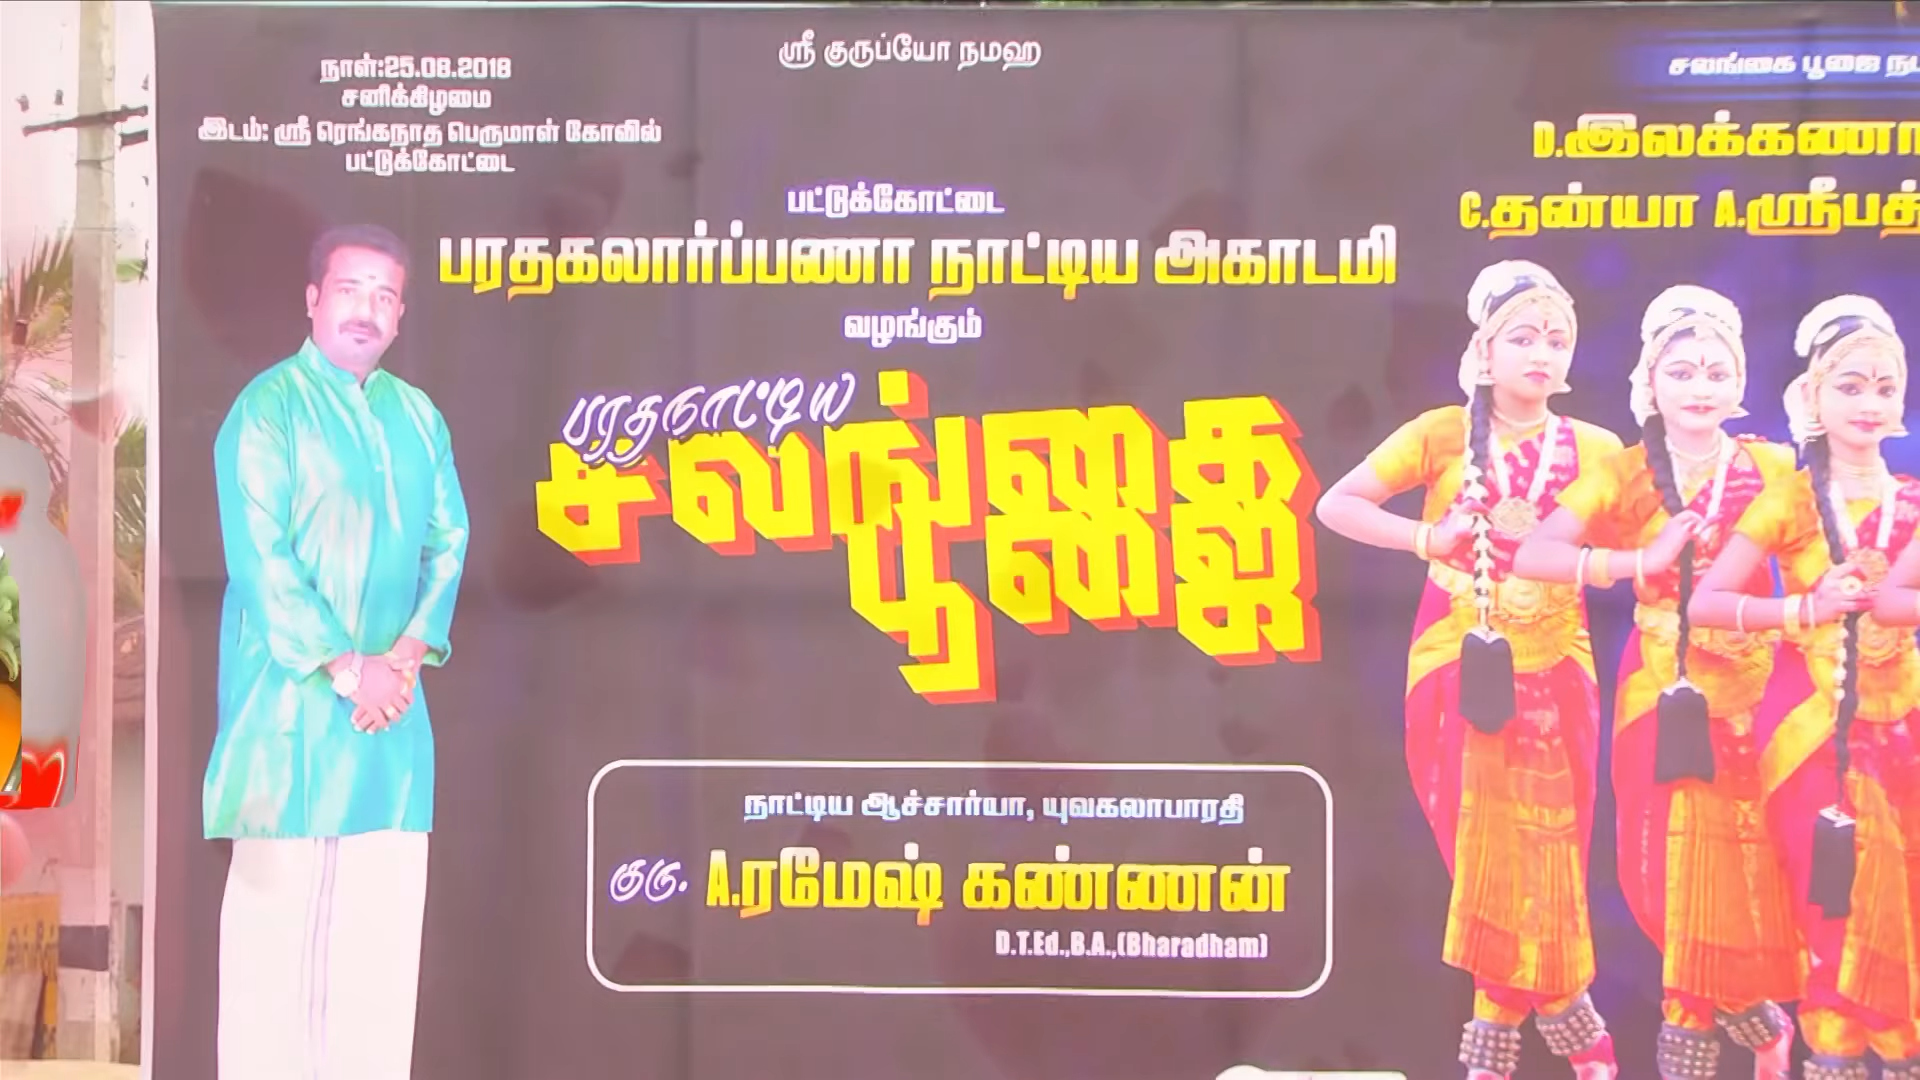 ஸ்ரீ குருப்யோ நமஹ
நாள்:25.08.2018
சனிக்கிழமை
இடம்: ஸ்ரீ ரெங்கநாத பெருமாள் கோவில்
பட்டுக்கோட்டை
பட்டுக்கோட்டை
பரதகலார்ப்பணா நாட்டிய அகாடமி
வழங்கும்
பரதநாட்டிய
சலங்கை
பூஜை
நாட்டிய ஆச்சார்யா, யுவகலாபாரதி
குரு. A.ரமேஷ் கண்ணன்
D.T.Ed.,B.A.,(Bharadham)
சலங்கை பூஜை
D.இலக்கணா
C.தன்யா